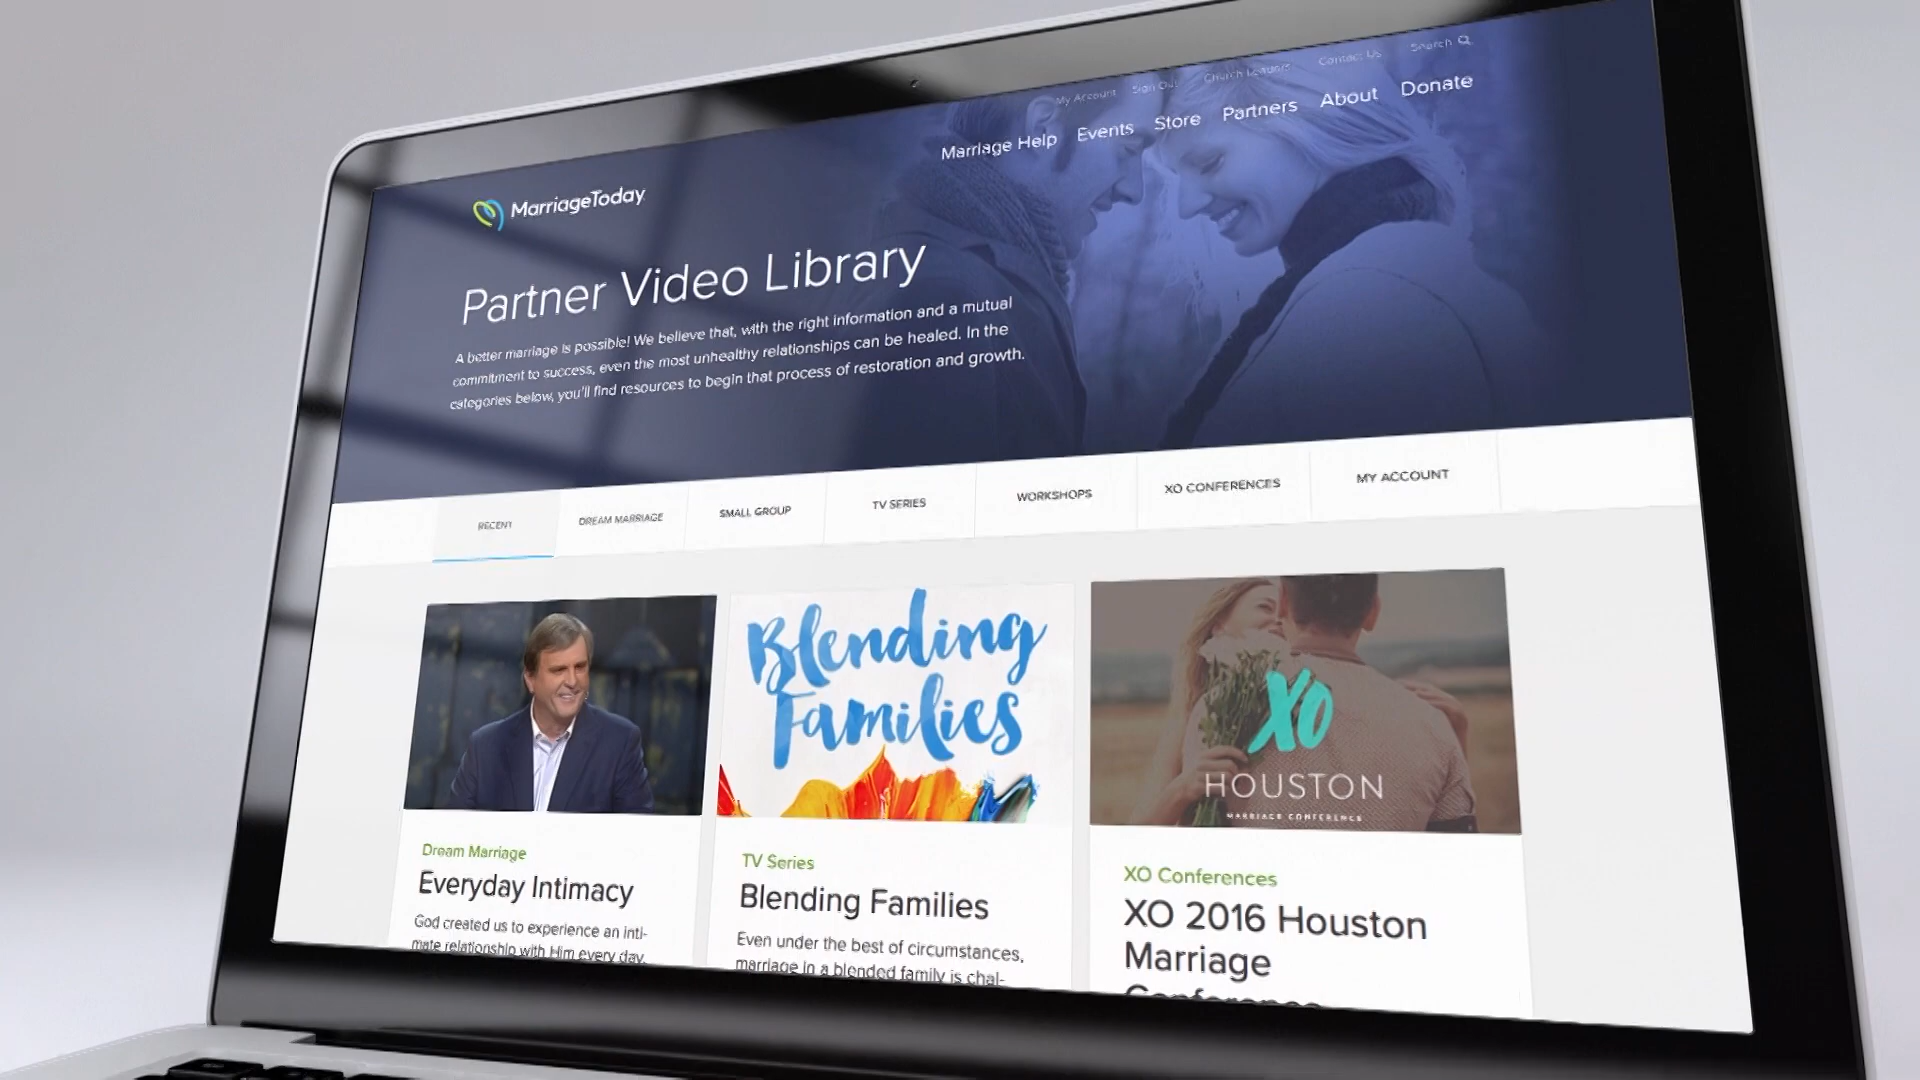 My Account Sign Out Church Leaders Contact Us Search
Marriage Help Events Store Partners About Donate
MarriageToday
Partner Video Library
A better marriage is possible! We believe that, with the right information and a mutual
commitment to success, even the most unhealthy relationships can be healed. In the
categories below, you'll find resources to begin that process of restoration and growth.
RECENT DREAM MARRIAGE SMALL GROUP TV SERIES WORKSHOPS XO CONFERENCES MY ACCOUNT
Blending
Families
XO
HOUSTON
MARRIAGE CONFERENCE
Dream Marriage
Everyday Intimacy
God created us to experience an inti-
mate relationship with Him every day.
TV Series
Blending Families
Even under the best of circumstances,
marriage in a blended family is chal-
XO Conferences
XO 2016 Houston
Marriage
Conference